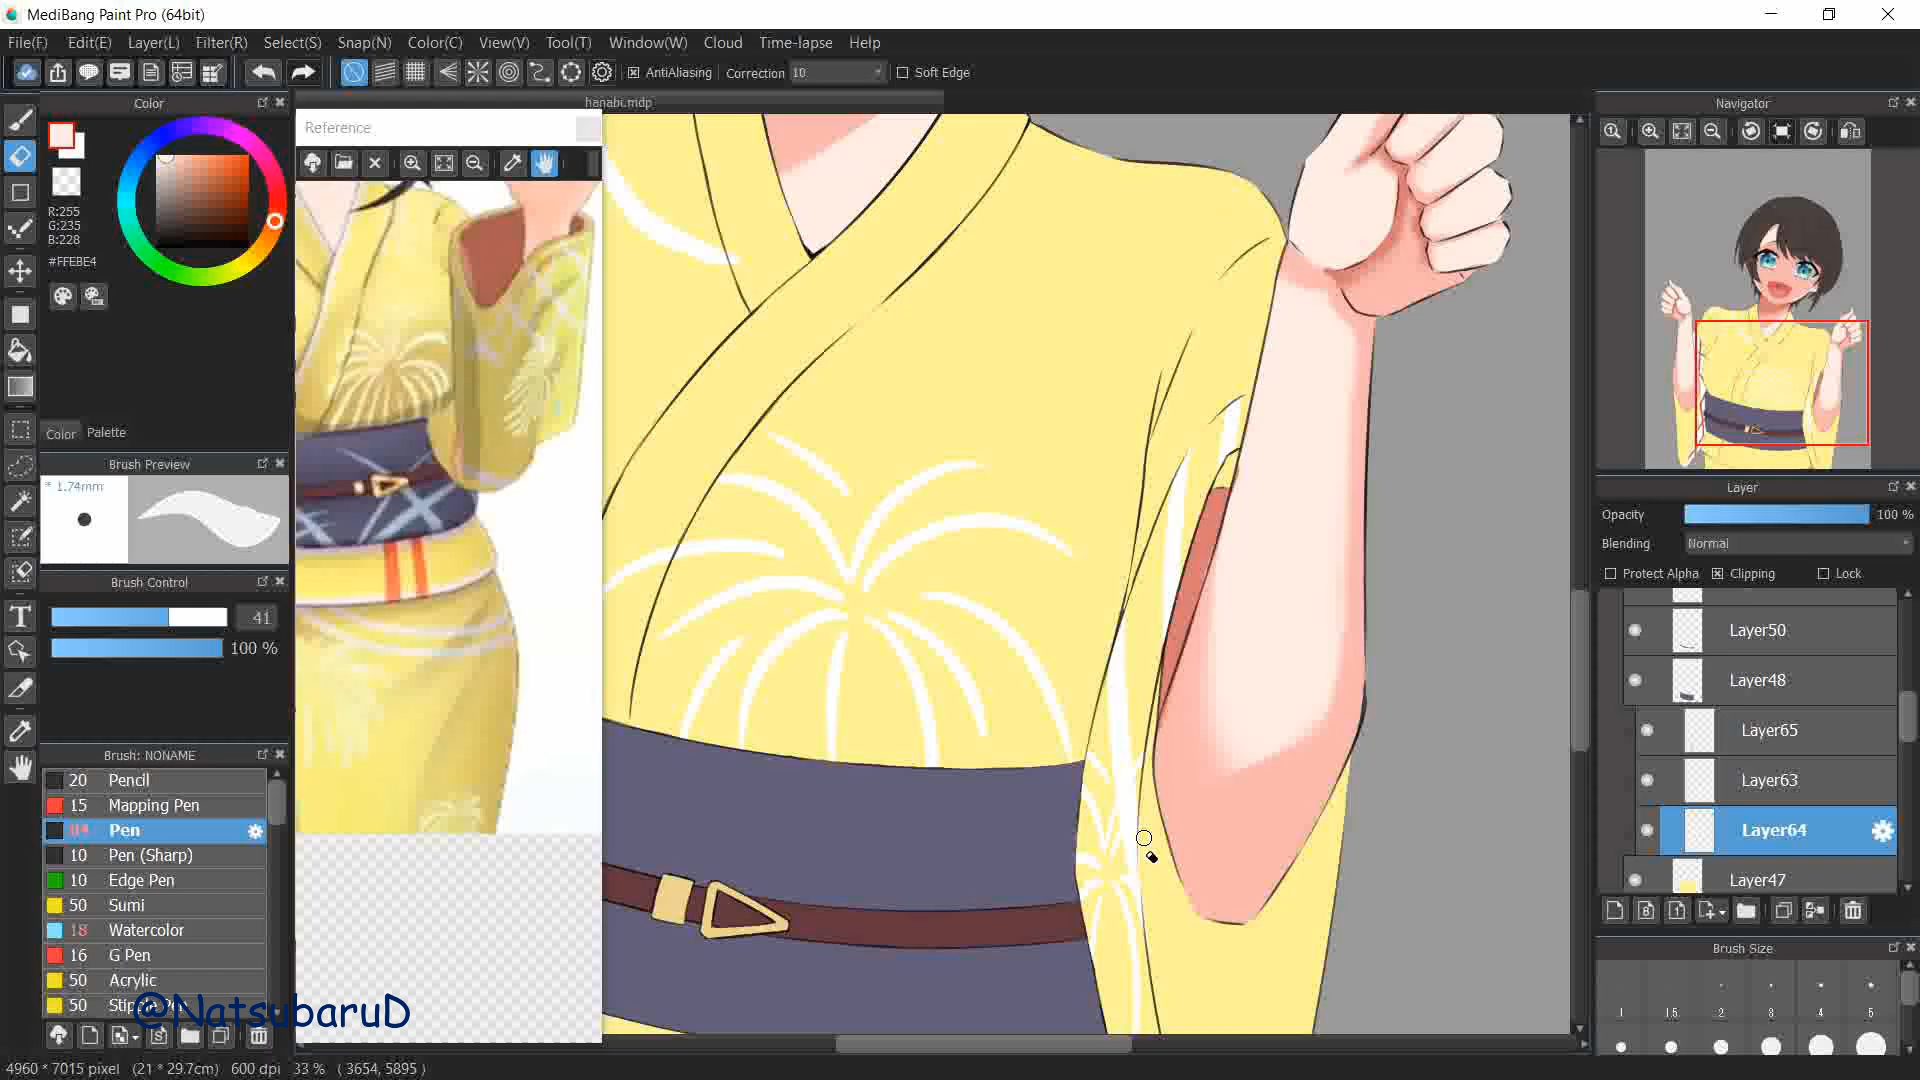 MediBang Paint Pro (64bit)
File(F) Edit(E) Layer(L) Filter(R) Select(S) Snap(N) Color(C) View(V) Tool(T) Window(W) Cloud Time-lapse Help
AntiAliasing Correction 10 Soft Edge
Color
hanabi.mdp
Navigator
Reference
R:255
G:235
B:228
#FFEBE4
Color Palette
Brush Preview
* 1.74mm
Brush Control
41
100 %
Brush: NONAME
20 Pencil
15 Mapping Pen
Pen
10 Pen (Sharp)
10 Edge Pen
50 Sumi
18 Watercolor
16 G Pen
50 Acrylic
50 Stipple Pen
@NatsubaruD
Layer
Opacity 100 %
Blending Normal
Protect Alpha Clipping Lock
Layer50
Layer48
Layer65
Layer63
Layer64
Layer47
Brush Size
1 1.5 2 3 4 5
4960 * 7015 pixel (21 * 29.7cm) 600 dpi 33 % ( 3654, 5895 )